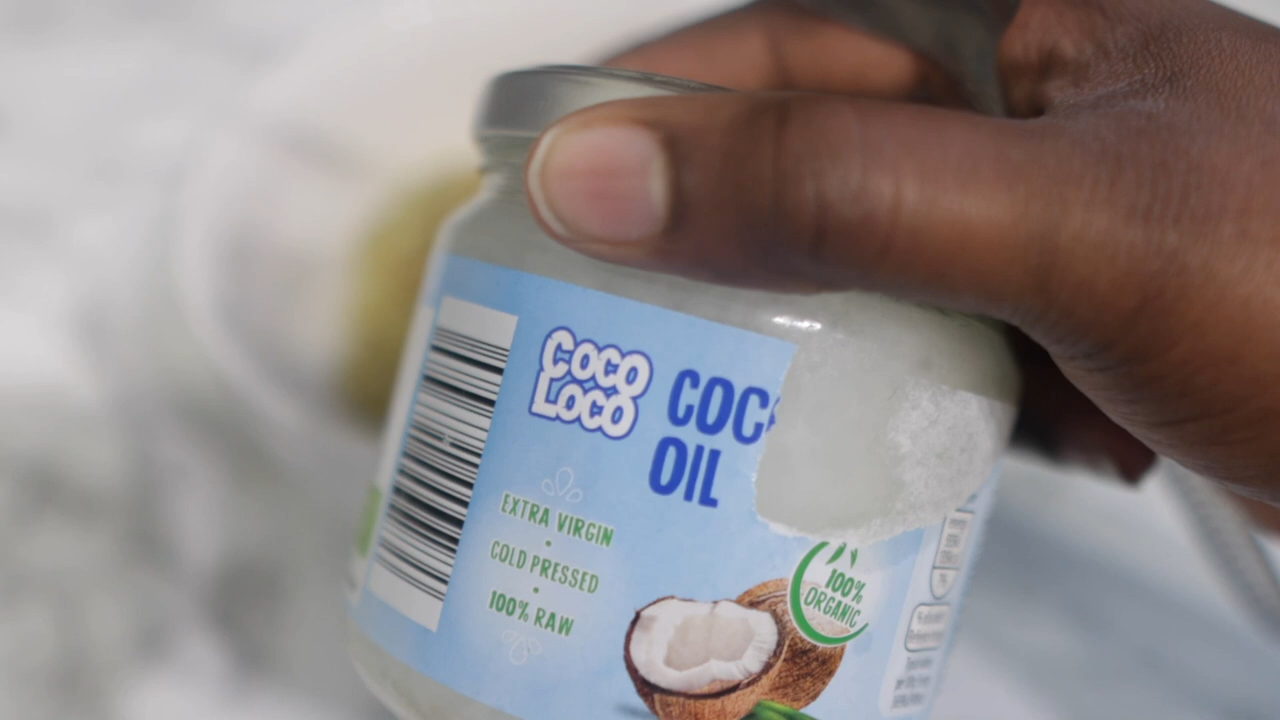 COCO
LOCO
COC
OIL
EXTRA VIRGIN
COLD PRESSED
100% RAW
100%
ORGANIC